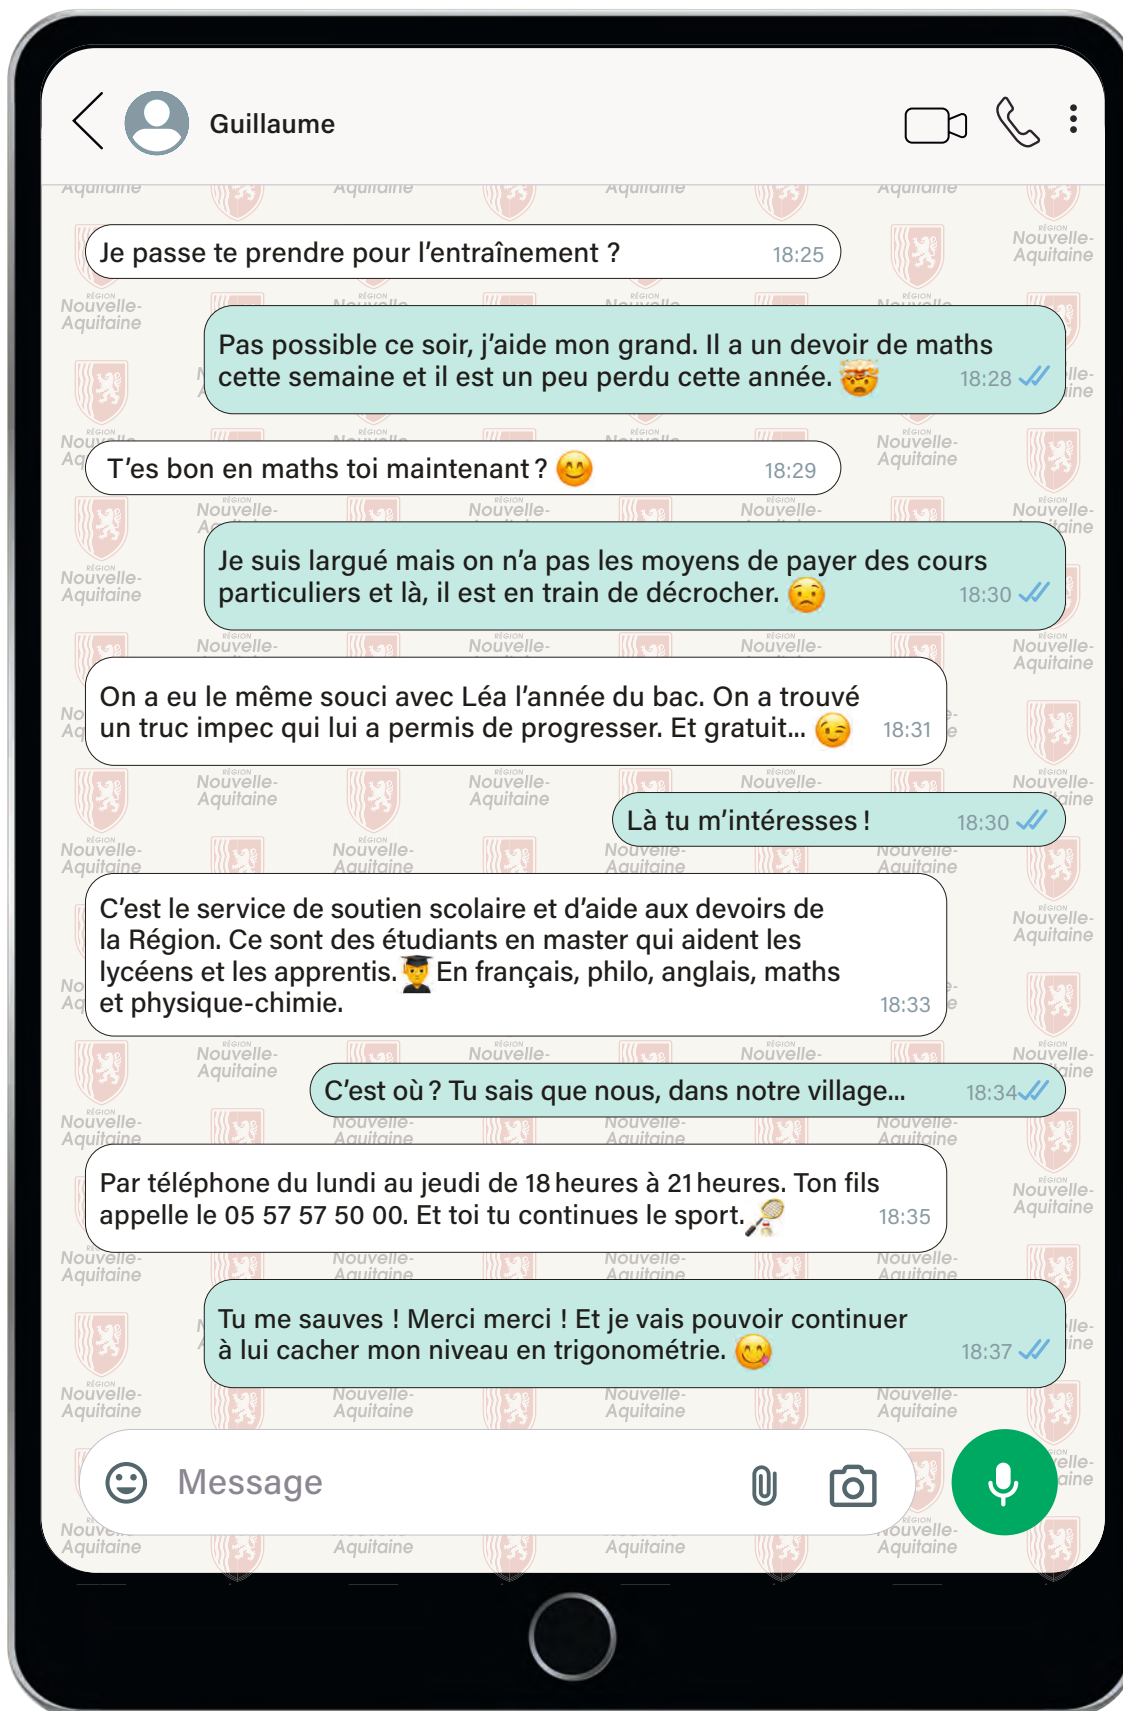 Guillaume
Je passe te prendre pour l’entraînement ? 18:25
Pas possible ce soir, j’aide mon grand. Il a un devoir de maths
cette semaine et il est un peu perdu cette année. 🤯 18:28
T’es bon en maths toi maintenant ? 😊 18:29
Je suis largué mais on n’a pas les moyens de payer des cours
particuliers et là, il est en train de décrocher. 😟 18:30
On a eu le même souci avec Léa l’année du bac. On a trouvé
un truc impec qui lui a permis de progresser. Et gratuit... 😉 18:31
Là tu m’intéresses ! 18:30
C’est le service de soutien scolaire et d’aide aux devoirs de
la Région. Ce sont des étudiants en master qui aident les
lycéens et les apprentis. 👨‍🎓 En français, philo, anglais, maths
et physique-chimie. 18:33
C’est où ? Tu sais que nous, dans notre village... 18:34
Par téléphone du lundi au jeudi de 18 heures à 21 heures. Ton fils
appelle le 05 57 57 50 00. Et toi tu continues le sport. 🏸 18:35
Tu me sauves ! Merci merci ! Et je vais pouvoir continuer
à lui cacher mon niveau en trigonométrie. 😋 18:37
Message
RÉGION
Nouvelle-
Aquitaine